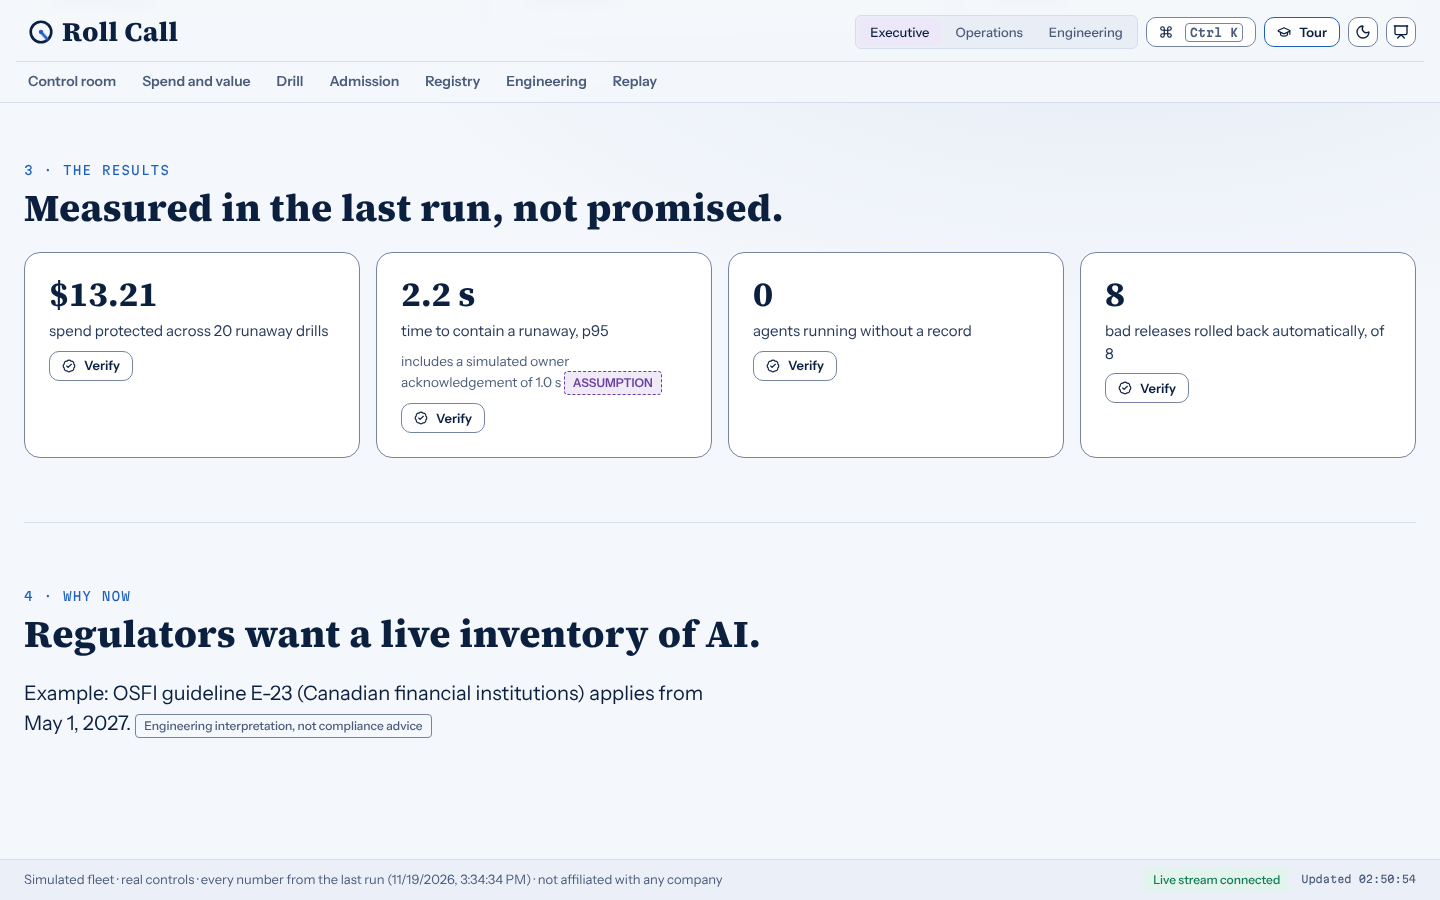 Roll Call
Executive Operations Engineering
⌘ Ctrl K
Tour
Control room Spend and value Drill Admission Registry Engineering Replay
3 · THE RESULTS
Measured in the last run, not promised.
$13.21
spend protected across 20 runaway drills
Verify
2.2 s
time to contain a runaway, p95
includes a simulated owner
acknowledgement of 1.0 s ASSUMPTION
Verify
0
agents running without a record
Verify
8
bad releases rolled back automatically, of
8
Verify
4 · WHY NOW
Regulators want a live inventory of AI.
Example: OSFI guideline E-23 (Canadian financial institutions) applies from
May 1, 2027. Engineering interpretation, not compliance advice
Simulated fleet · real controls · every number from the last run (11/19/2026, 3:34:34 PM) · not affiliated with any company
Live stream connected Updated 02:50:54